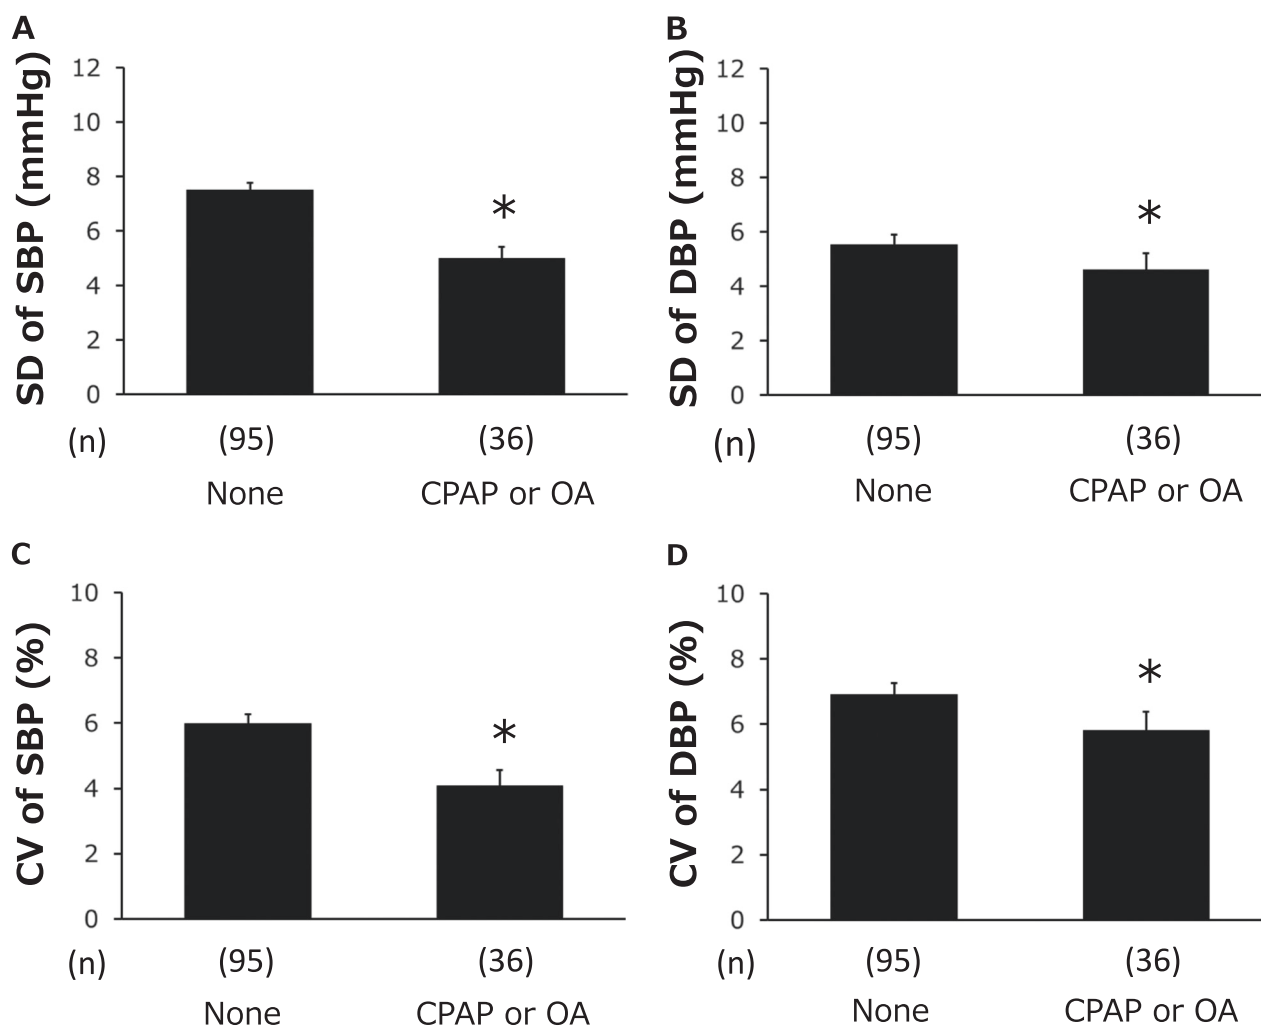 A
SD of SBP (mmHg)
12
10
8
6
4
2
0
*
(n)
(95)
(36)
None
CPAP or OA
B
SD of DBP (mmHg)
12
10
8
6
4
2
0
*
(n)
(95)
(36)
None
CPAP or OA
C
CV of SBP (%)
10
8
6
4
2
0
*
(n)
(95)
(36)
None
CPAP or OA
D
CV of DBP (%)
10
8
6
4
2
0
*
(n)
(95)
(36)
None
CPAP or OA